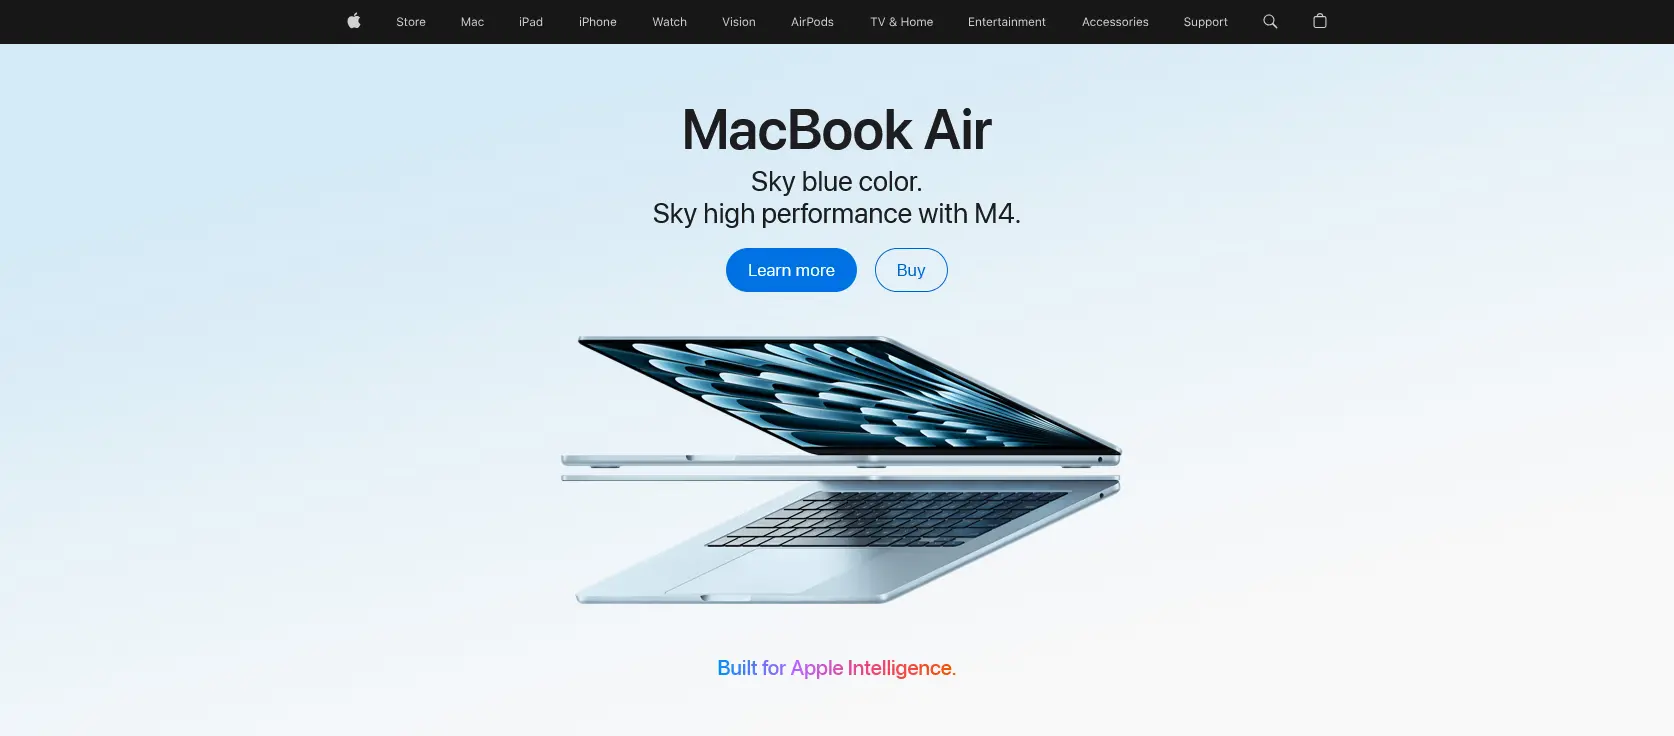 Store Mac iPad iPhone Watch Vision AirPods TV & Home Entertainment Accessories Support
MacBook Air
Sky blue color.
Sky high performance with M4.
Learn more Buy
Built for Apple Intelligence.